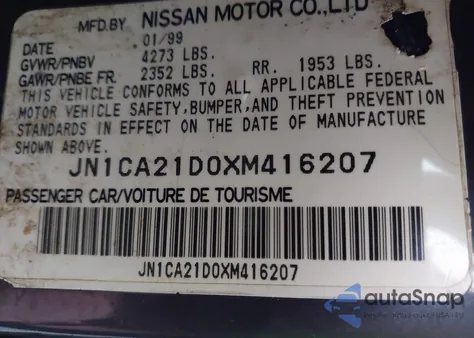 MFD.BY NISSAN MOTOR CO.,LTD
DATE 01/99
GVWR/PNBV 4273 LBS.
GAWR/PNBE FR. 2352 LBS. RR. 1953 LBS.
THIS VEHICLE CONFORMS TO ALL APPLICABLE FEDERAL
MOTOR VEHICLE SAFETY,BUMPER,AND THEFT PREVENTION
STANDARDS IN EFFECT ON THE DATE OF MANUFACTURE
SHOWN ABOVE.
JN1CA21D0XM416207
PASSENGER CAR/VOITURE DE TOURISME
JN1CA21D0XM416207
autoSnap